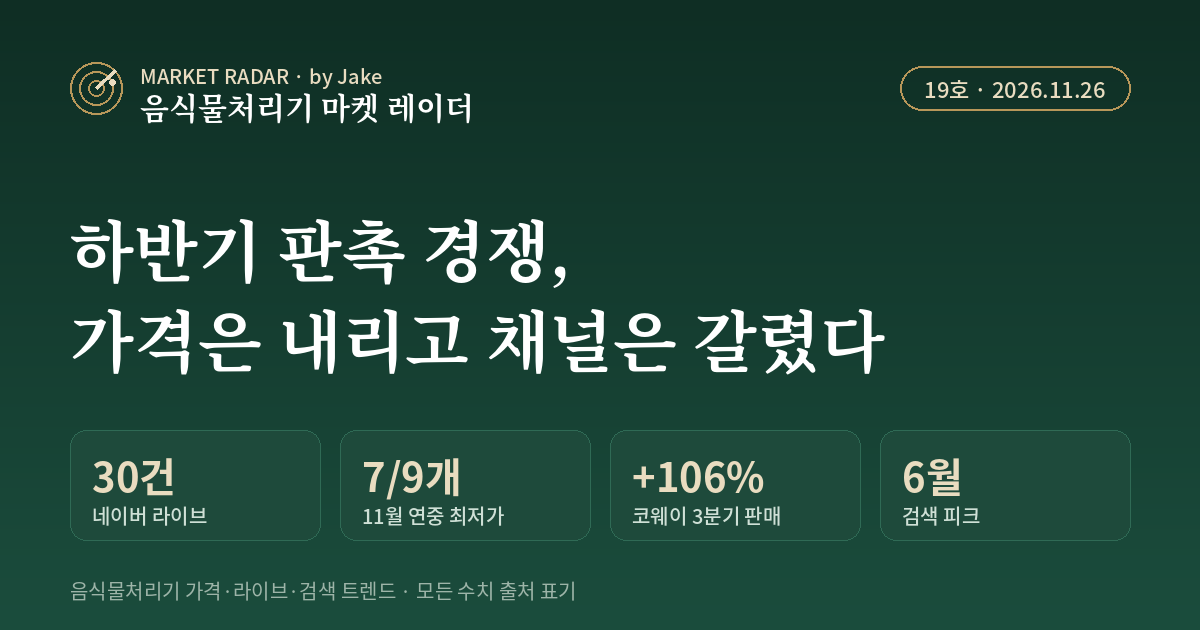 MARKET RADAR · by Jake
음식물처리기 마켓 레이더
19호 · 2026.11.26
하반기 판촉 경쟁,
가격은 내리고 채널은 갈렸다
30건
네이버 라이브
7/9개
11월 연중 최저가
+106%
코웨이 3분기 판매
6월
검색 피크
음식물처리기 가격·라이브·검색 트렌드 · 모든 수치 출처 표기